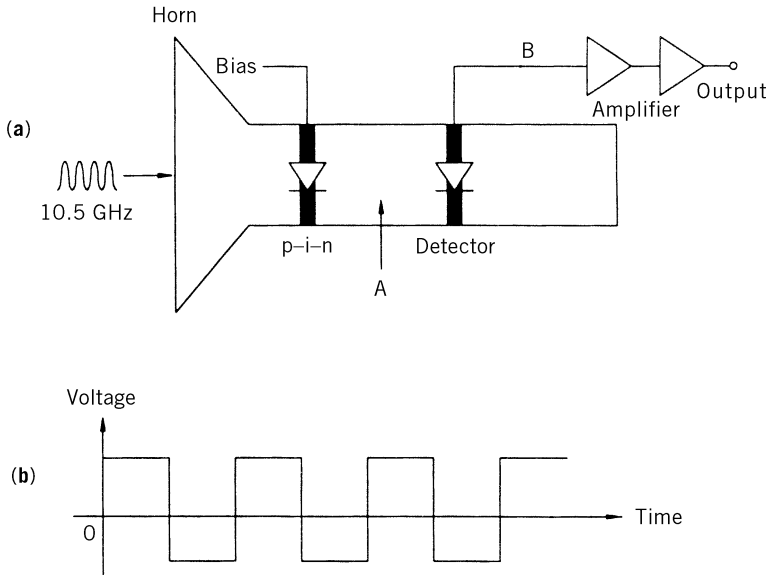 Horn
Bias
B
Amplifier
Output
(a)
10.5 GHz
p–i–n
Detector
A
Voltage
(b)
0
Time